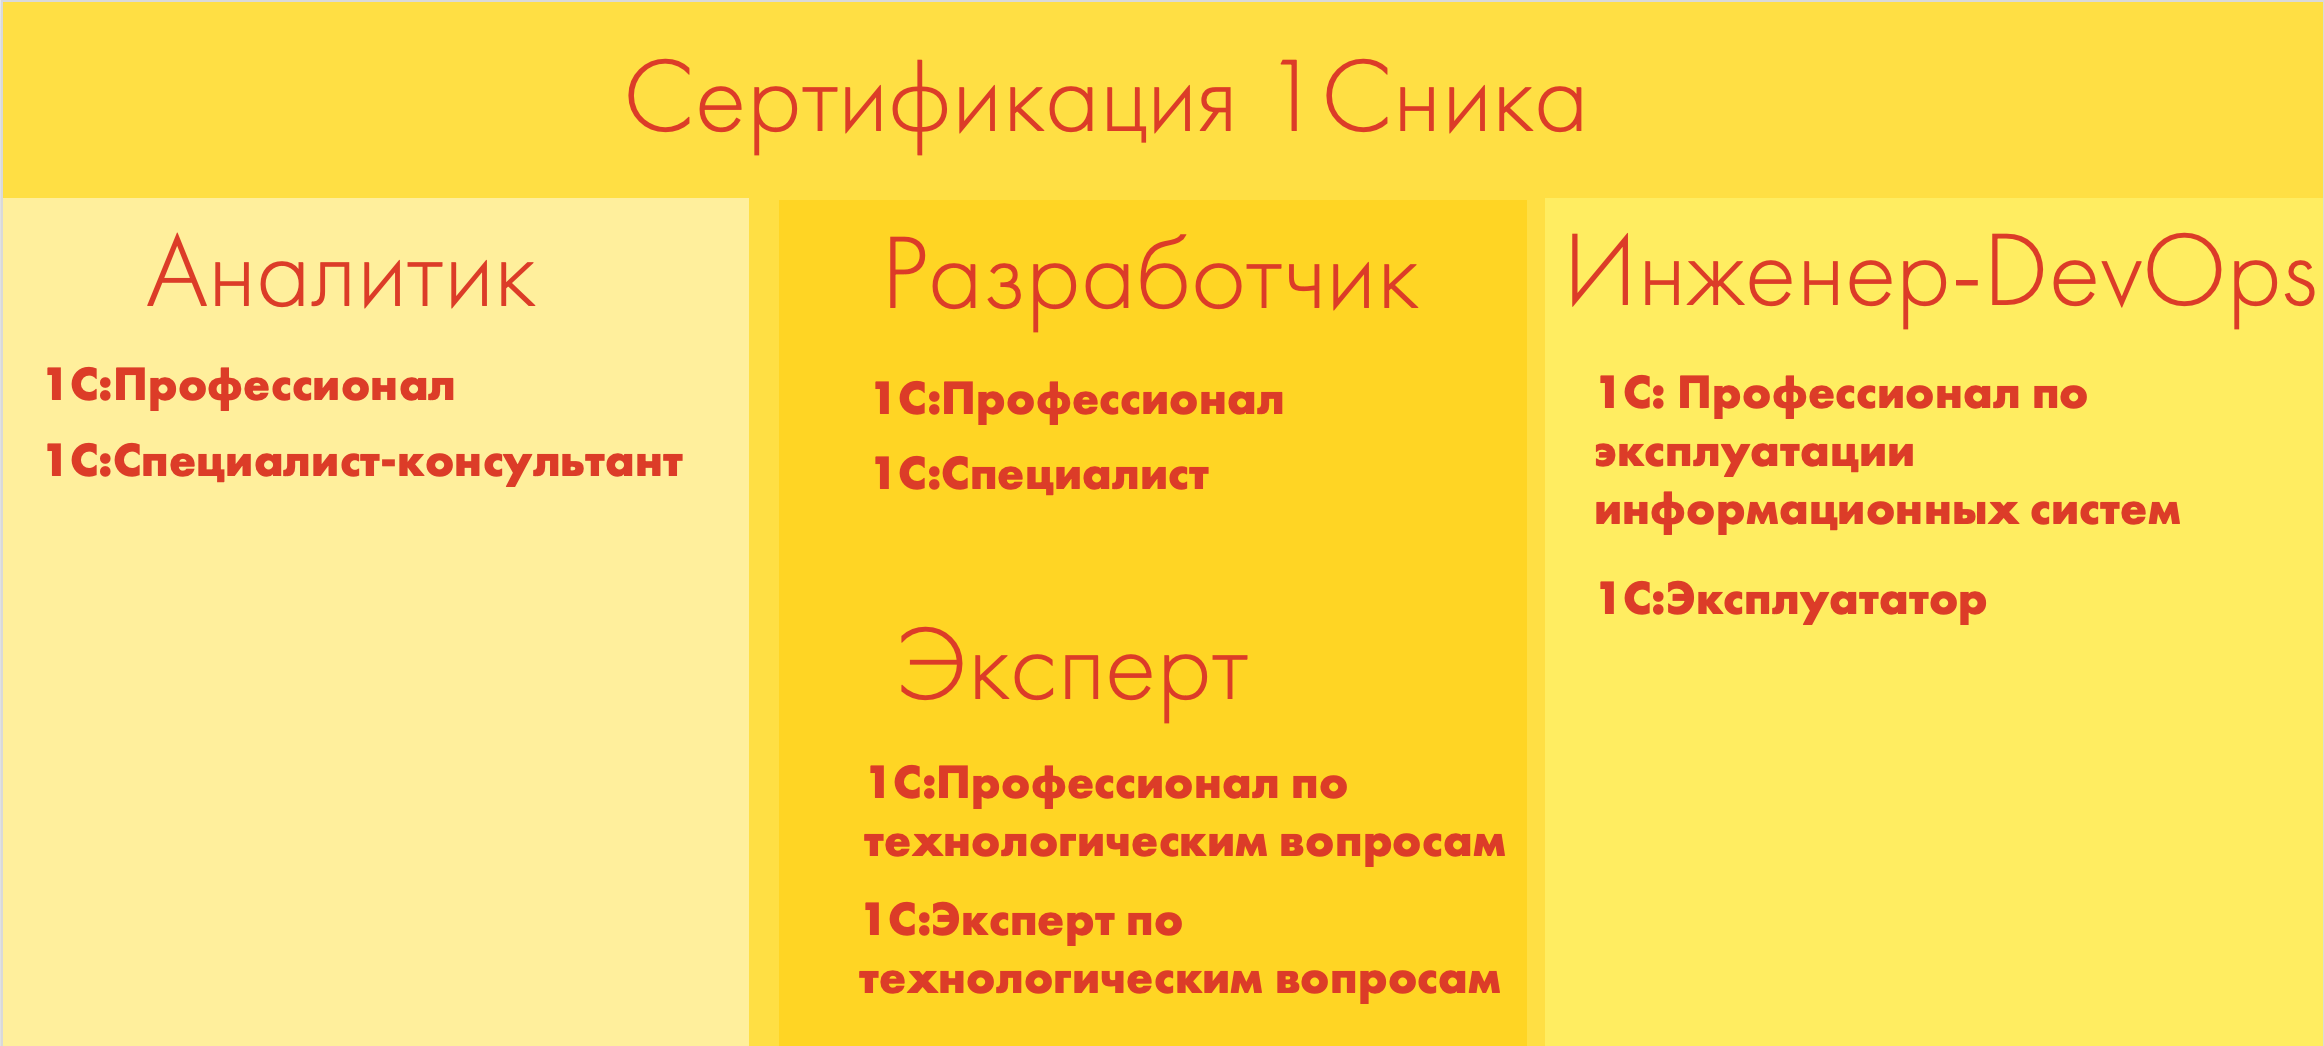 Сертификация 1Сника
Аналитик
1С:Профессионал
1С:Специалист-консультант
Разработчик
1С:Профессионал
1С:Специалист
Эксперт
1С:Профессионал по
технологическим вопросам
1С:Эксперт по
технологическим вопросам
Инженер-DevOps
1С: Профессионал по
эксплуатации
информационных систем
1С:Эксплуататор